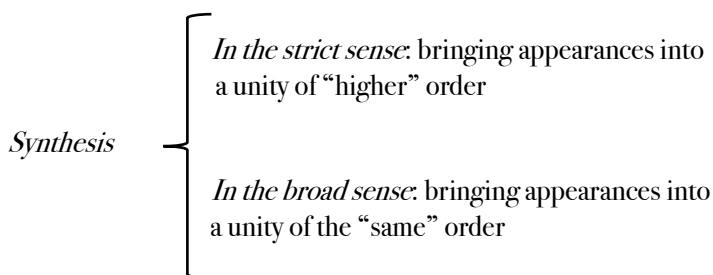 In the strict sense: bringing appearances into
a unity of “higher” order
Synthesis
In the broad sense: bringing appearances into
a unity of the “same” order